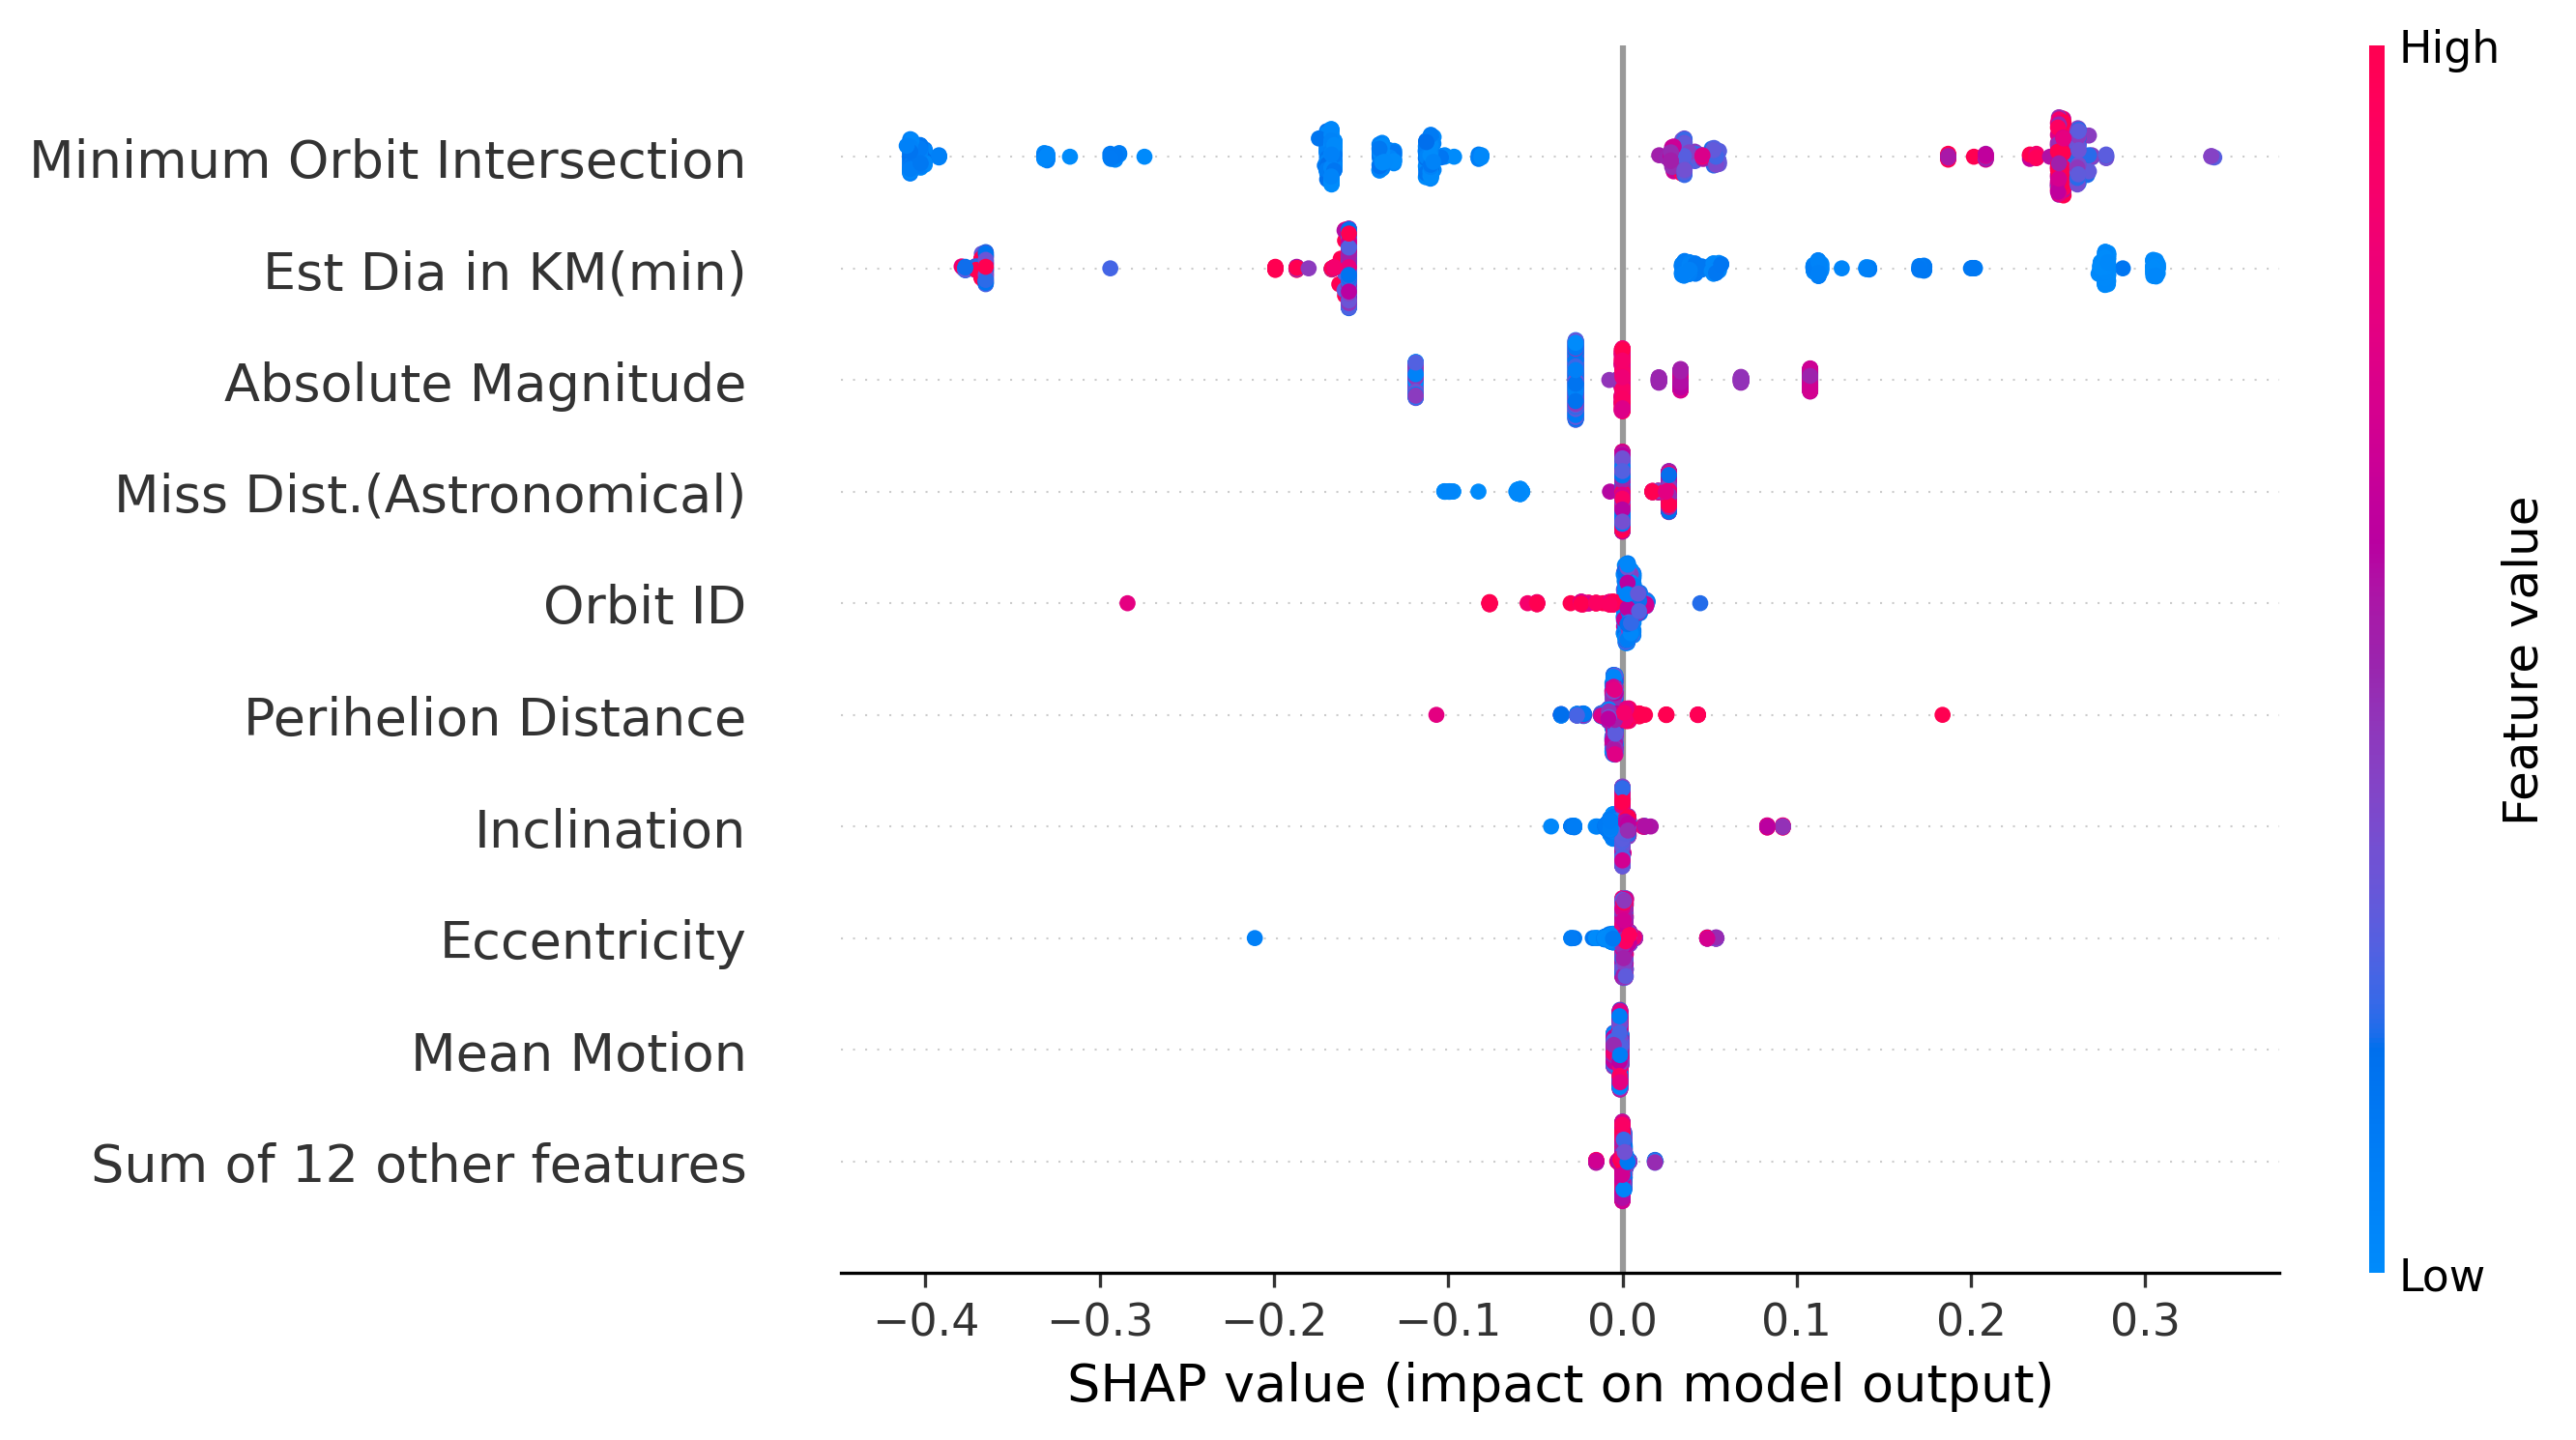 High
Minimum Orbit Intersection
Est Dia in KM(min)
Absolute Magnitude
Miss Dist.(Astronomical)
Orbit ID
Perihelion Distance
Inclination
Eccentricity
Mean Motion
Sum of 12 other features
Feature value
Low
−0.4 −0.3 −0.2 −0.1 0.0 0.1 0.2 0.3
SHAP value (impact on model output)